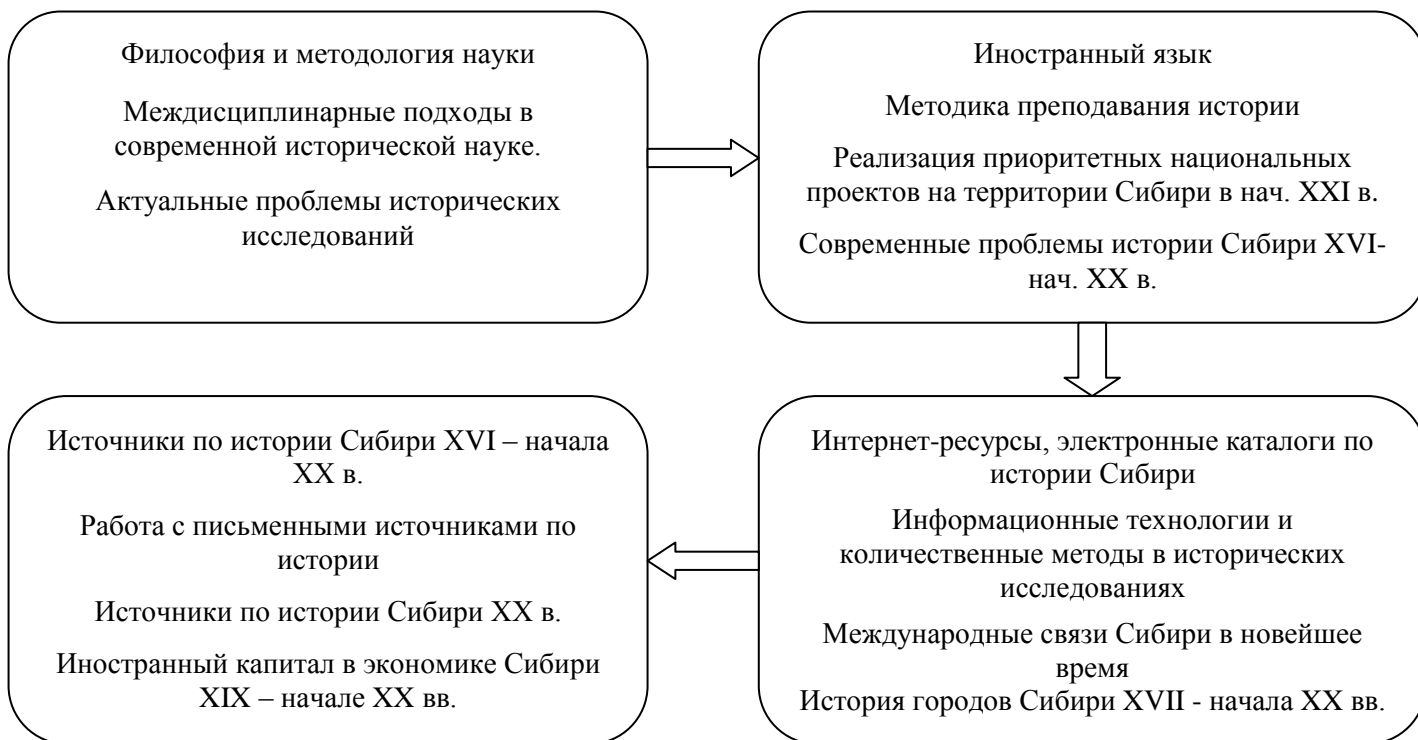 Философия и методология науки
Междисциплинарные подходы в
современной исторической науке.
Актуальные проблемы исторических
исследований
Иностранный язык
Методика преподавания истории
Реализация приоритетных национальных
проектов на территории Сибири в нач. XXI в.
Современные проблемы истории Сибири XVI-
нач. XX в.
Интернет-ресурсы, электронные каталоги по
истории Сибири
Информационные технологии и
количественные методы в исторических
исследованиях
Международные связи Сибири в новейшее
время
История городов Сибири XVII - начала XX вв.
Источники по истории Сибири XVI – начала
XX в.
Работа с письменными источниками по
истории
Источники по истории Сибири XX в.
Иностранный капитал в экономике Сибири
XIX – начале XX вв.